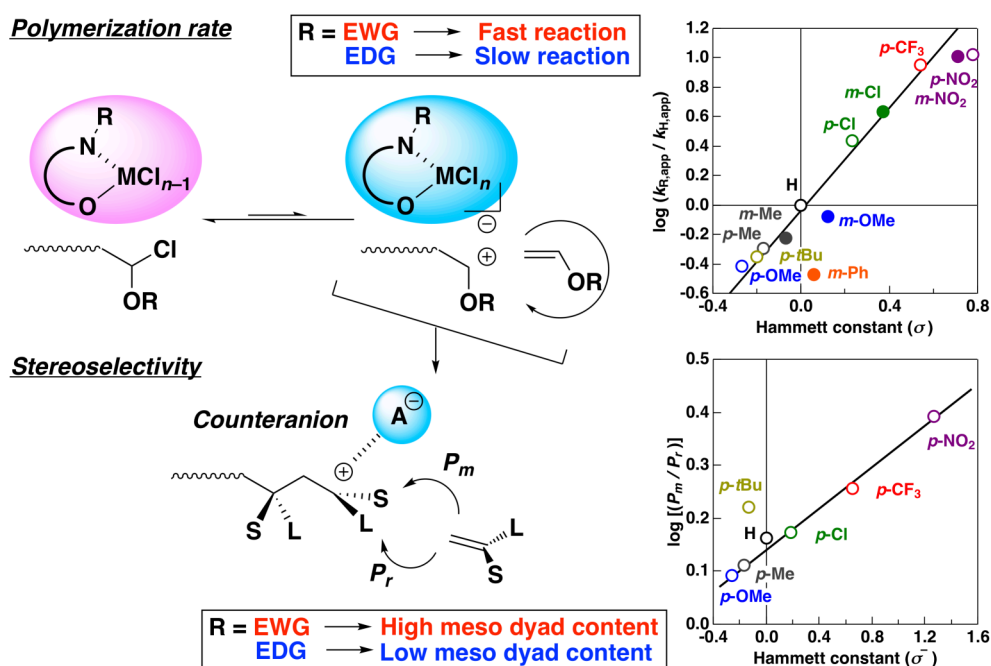 Polymerization rate
R = EWG → Fast reaction
EDG → Slow reaction
R
N
MCln–1
O
Cl
OR
R
N
MCln
O
⊖
⊕
OR
OR
Stereoselectivity
Counteranion
A⊖
⊕
Pm
S
L
S
L
L
S
Pr
R = EWG → High meso dyad content
EDG → Low meso dyad content
log (kR,app / kH,app)
1.0
0.6
0.2
0.0
-0.2
-0.6
1.2
0.8
0.4
-0.4
p-CF3
p-NO2
m-NO2
m-Cl
p-Cl
H
m-Me
p-Me
m-OMe
p-tBu
p-OMe
m-Ph
-0.4
0.0
0.4
0.8
Hammett constant (σ)
log [(Pm / Pr)]
0.5
0.4
0.3
0.2
0.1
0.0
p-NO2
p-tBu
p-CF3
H
p-Cl
p-Me
p-OMe
-0.4
0.0
0.4
0.8
1.2
1.6
Hammett constant (σ−)